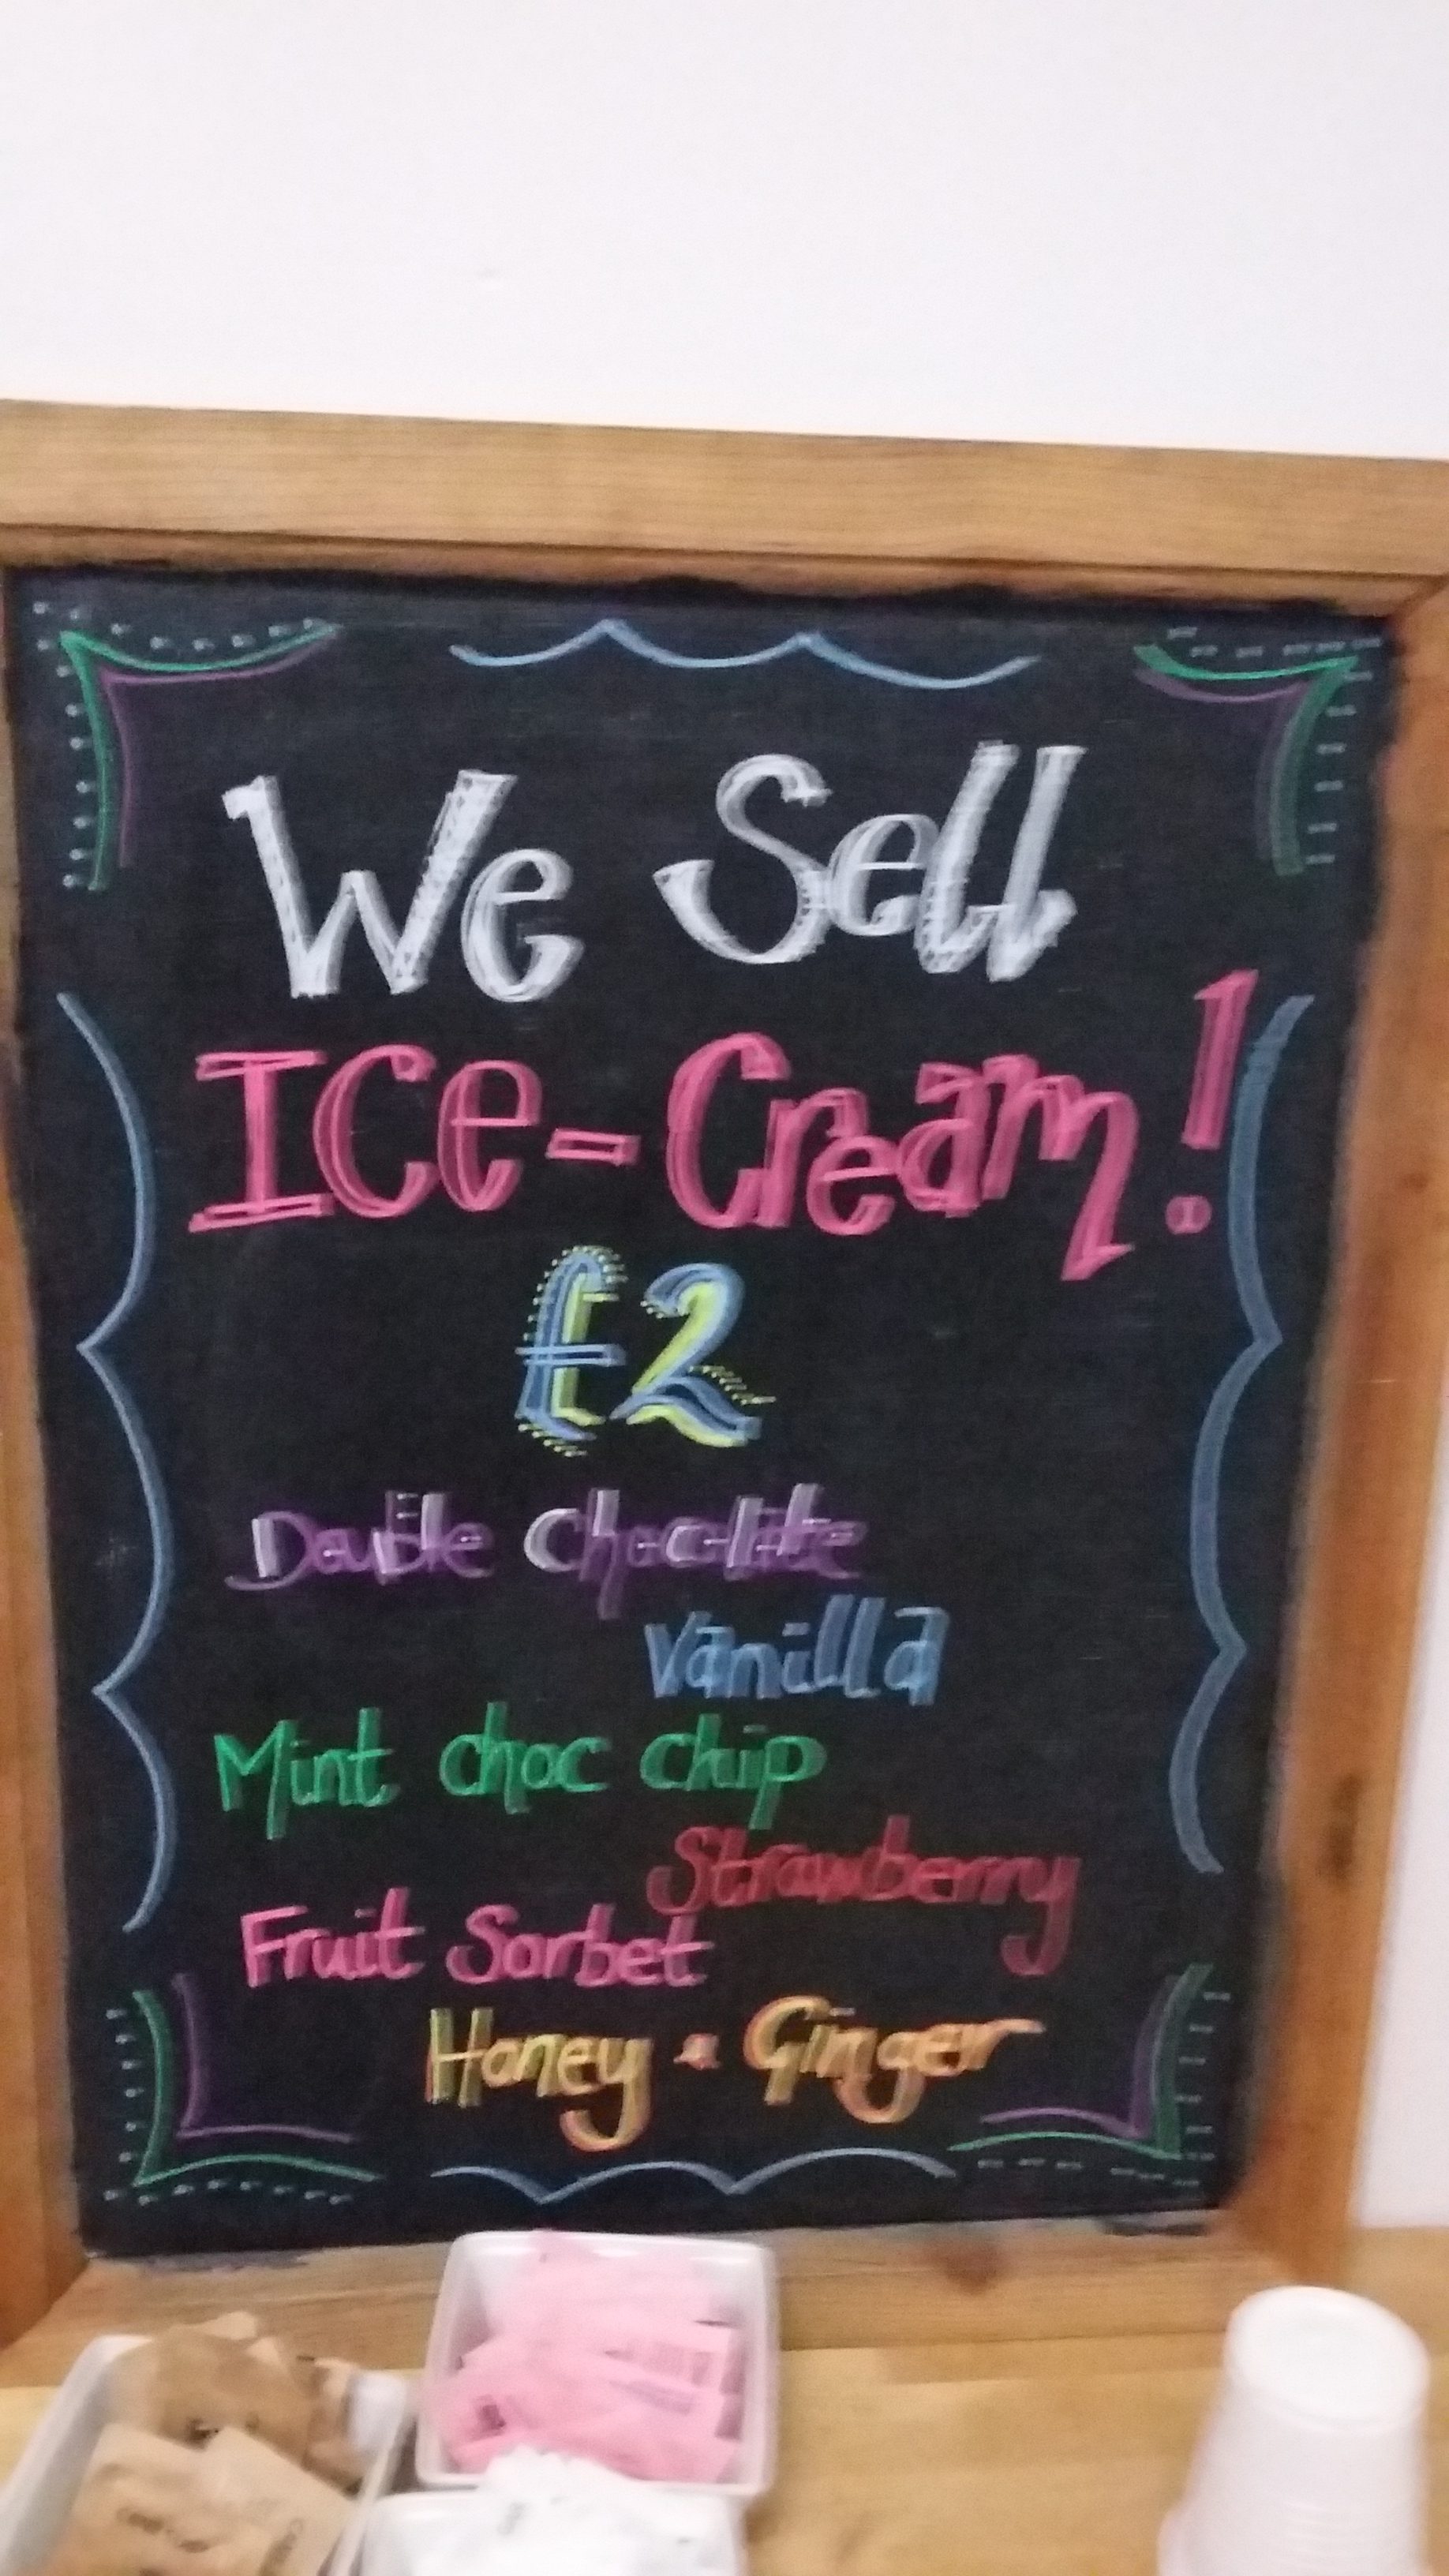 We Sell
ICe-Cream!
£2
Double Chocolate
Vanilla
Mint choc chip
Strawberry
Fruit Sorbet
Honey & Ginger